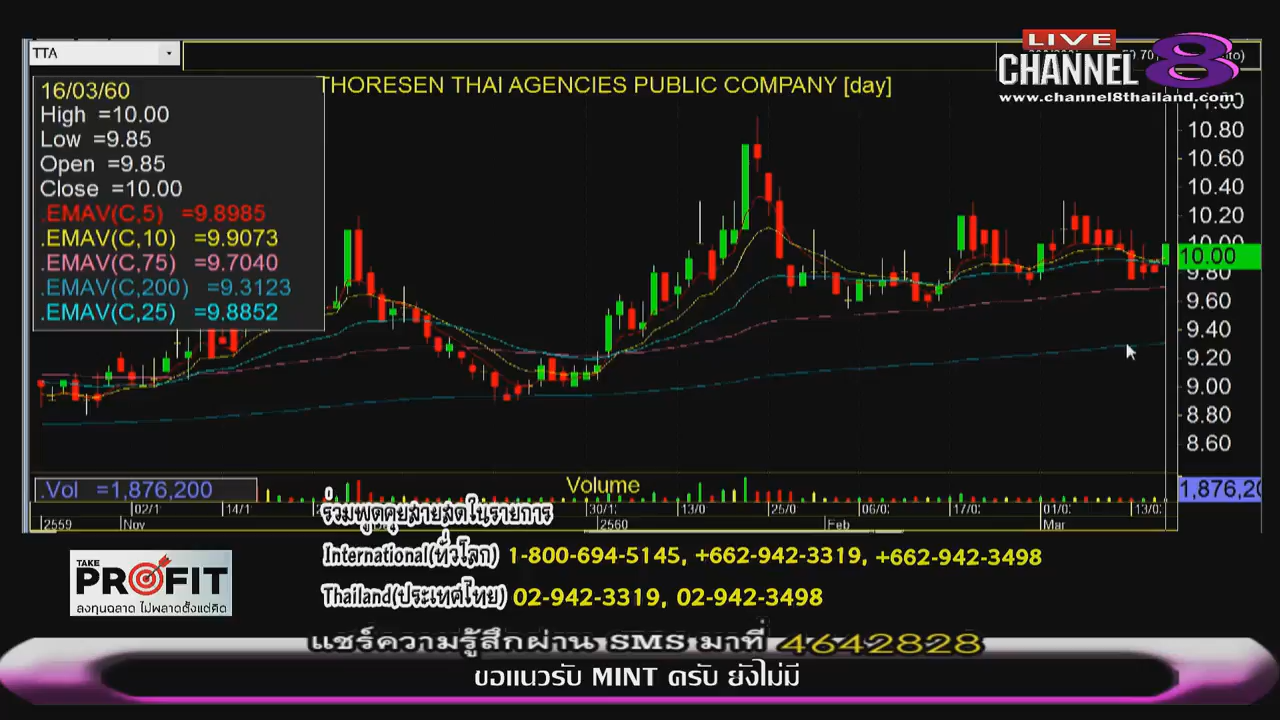 TTA
LIVE
CHANNEL 8
www.channel8thailand.com
THORESEN THAI AGENCIES PUBLIC COMPANY [day]
16/03/60
High =10.00
Low =9.85
Open =9.85
Close =10.00
.EMAV(C,5) =9.8985
.EMAV(C,10) =9.9073
.EMAV(C,75) =9.7040
.EMAV(C,200) =9.3123
.EMAV(C,25) =9.8852
10.80
10.60
10.40
10.20
10.00
10.00
9.80
9.60
9.40
9.20
9.00
8.80
8.60
.Vol =1,876,200
Volume
1,876,20
02/1 14/1 30/1 13/0 25/0 06/0 17/0 01/0 13/0
2559 Nov 2560 Feb Mar
ร่วมพูดคุยสายสดในรายการ
International(ทั่วโลก) 1-800-694-5145, +662-942-3319, +662-942-3498
Thailand(ประเทศไทย) 02-942-3319, 02-942-3498
TAKE
PROFIT
ลงทุนฉลาด ไม่พลาดตั้งแต่คิด
แชร์ความรู้สึกผ่าน SMS มาที่ 4642828
ขอแนวรับ MINT ครับ ยังไม่มี